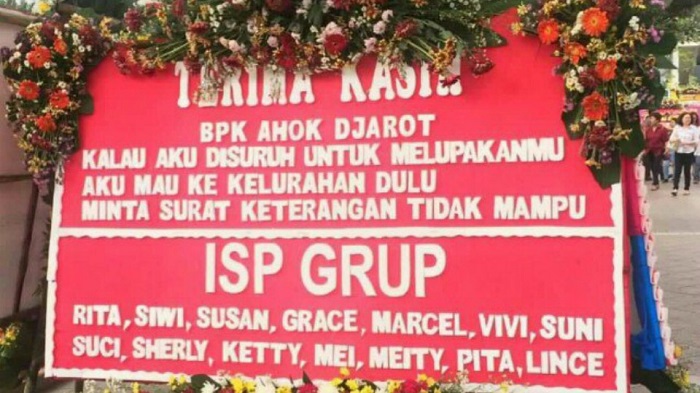 TERIMA KASIH
BPK AHOK DJAROT
KALAU AKU DISURUH UNTUK MELUPAKANMU
AKU MAU KE KELURAHAN DULU
MINTA SURAT KETERANGAN TIDAK MAMPU
ISP GRUP
RITA, SIWI, SUSAN, GRACE, MARCEL, VIVI, SUNI
SUCI, SHERLY, KETTY, MEI, MEITY, PITA, LINCE